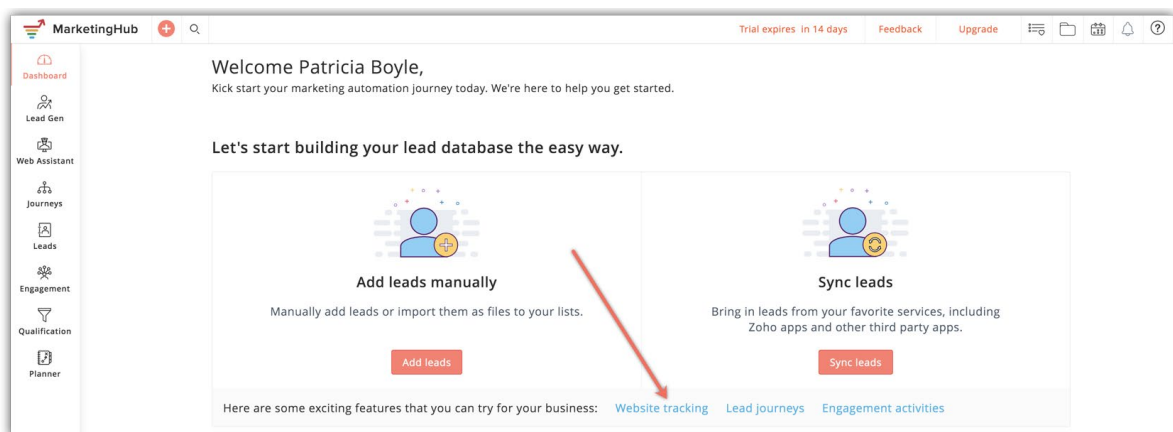 MarketingHub
Trial expires in 14 days Feedback Upgrade
Dashboard
Lead Gen
Web Assistant
Journeys
Leads
Engagement
Qualification
Planner
Welcome Patricia Boyle,
Kick start your marketing automation journey today. We're here to help you get started.
Let's start building your lead database the easy way.
Add leads manually
Manually add leads or import them as files to your lists.
Add leads
Sync leads
Bring in leads from your favorite services, including
Zoho apps and other third party apps.
Sync leads
Here are some exciting features that you can try for your business: Website tracking Lead journeys Engagement activities